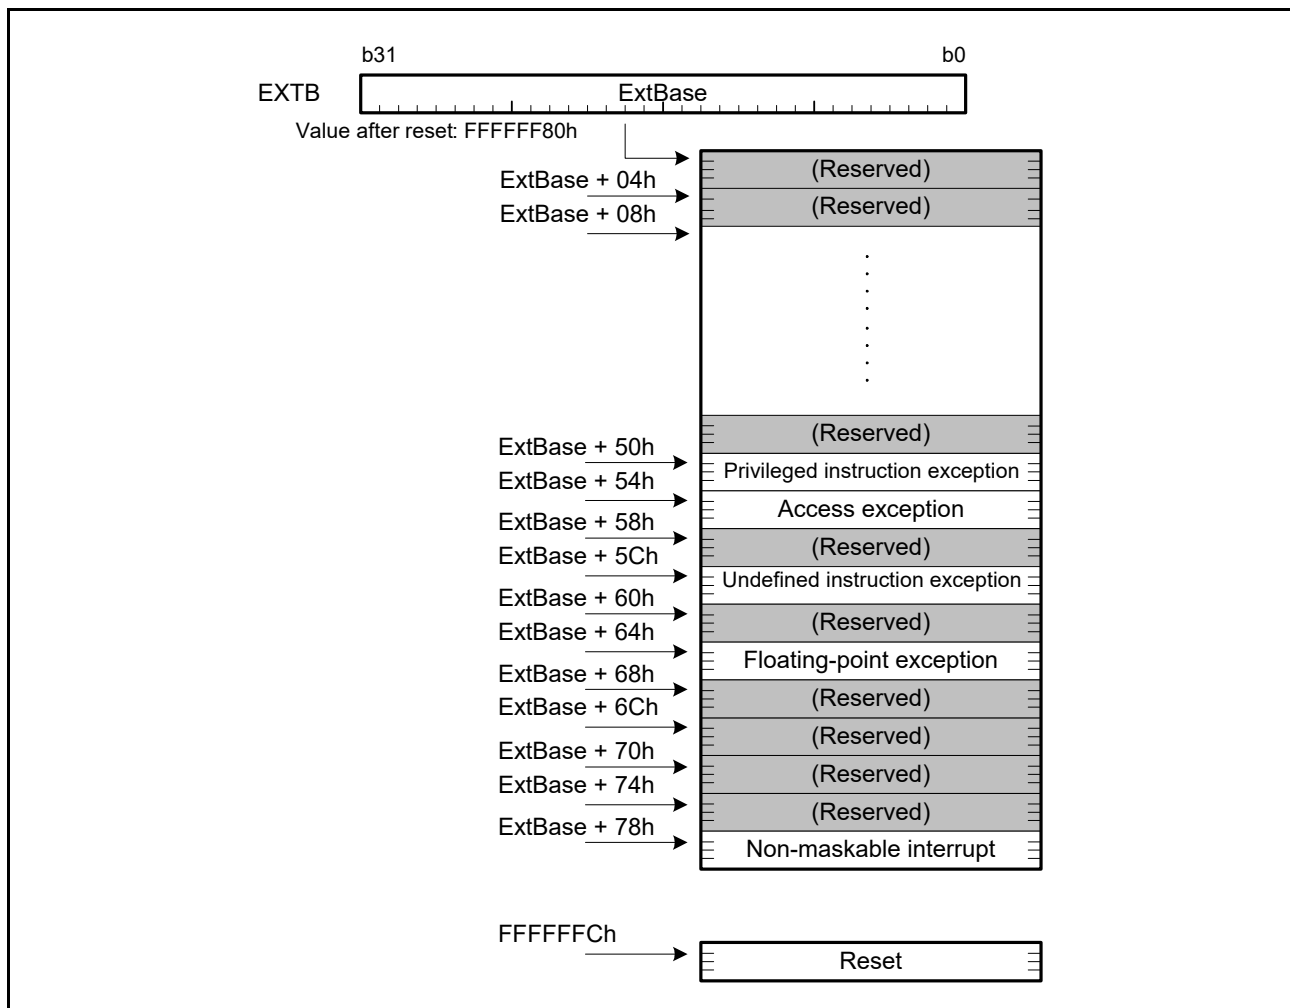 b31 b0
EXTB ExtBase
Value after reset: FFFFFF80h
(Reserved)
ExtBase + 04h
(Reserved)
ExtBase + 08h
(Reserved)
ExtBase + 50h
Privileged instruction exception
ExtBase + 54h
Access exception
ExtBase + 58h
(Reserved)
ExtBase + 5Ch
Undefined instruction exception
ExtBase + 60h
(Reserved)
ExtBase + 64h
Floating-point exception
ExtBase + 68h
(Reserved)
ExtBase + 6Ch
(Reserved)
ExtBase + 70h
(Reserved)
ExtBase + 74h
(Reserved)
ExtBase + 78h
Non-maskable interrupt
FFFFFFCh
Reset